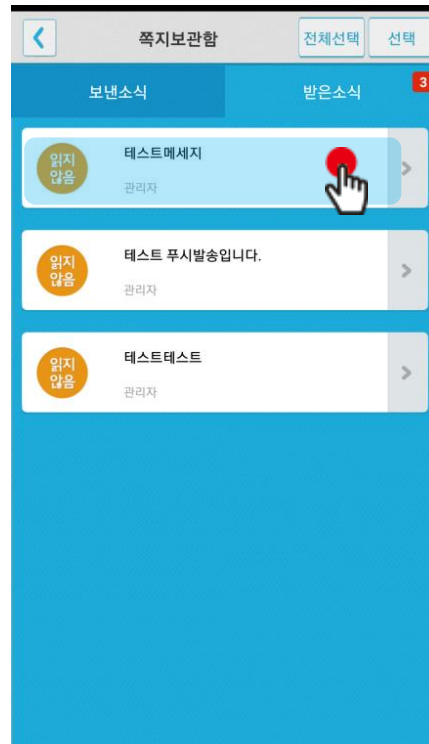 쪽지보관함
전체선택
선택
보낸소식
받은소식
3
읽지
않음
테스트메세지
관리자
읽지
않음
테스트 푸시발송입니다.
관리자
읽지
않음
테스트테스트
관리자